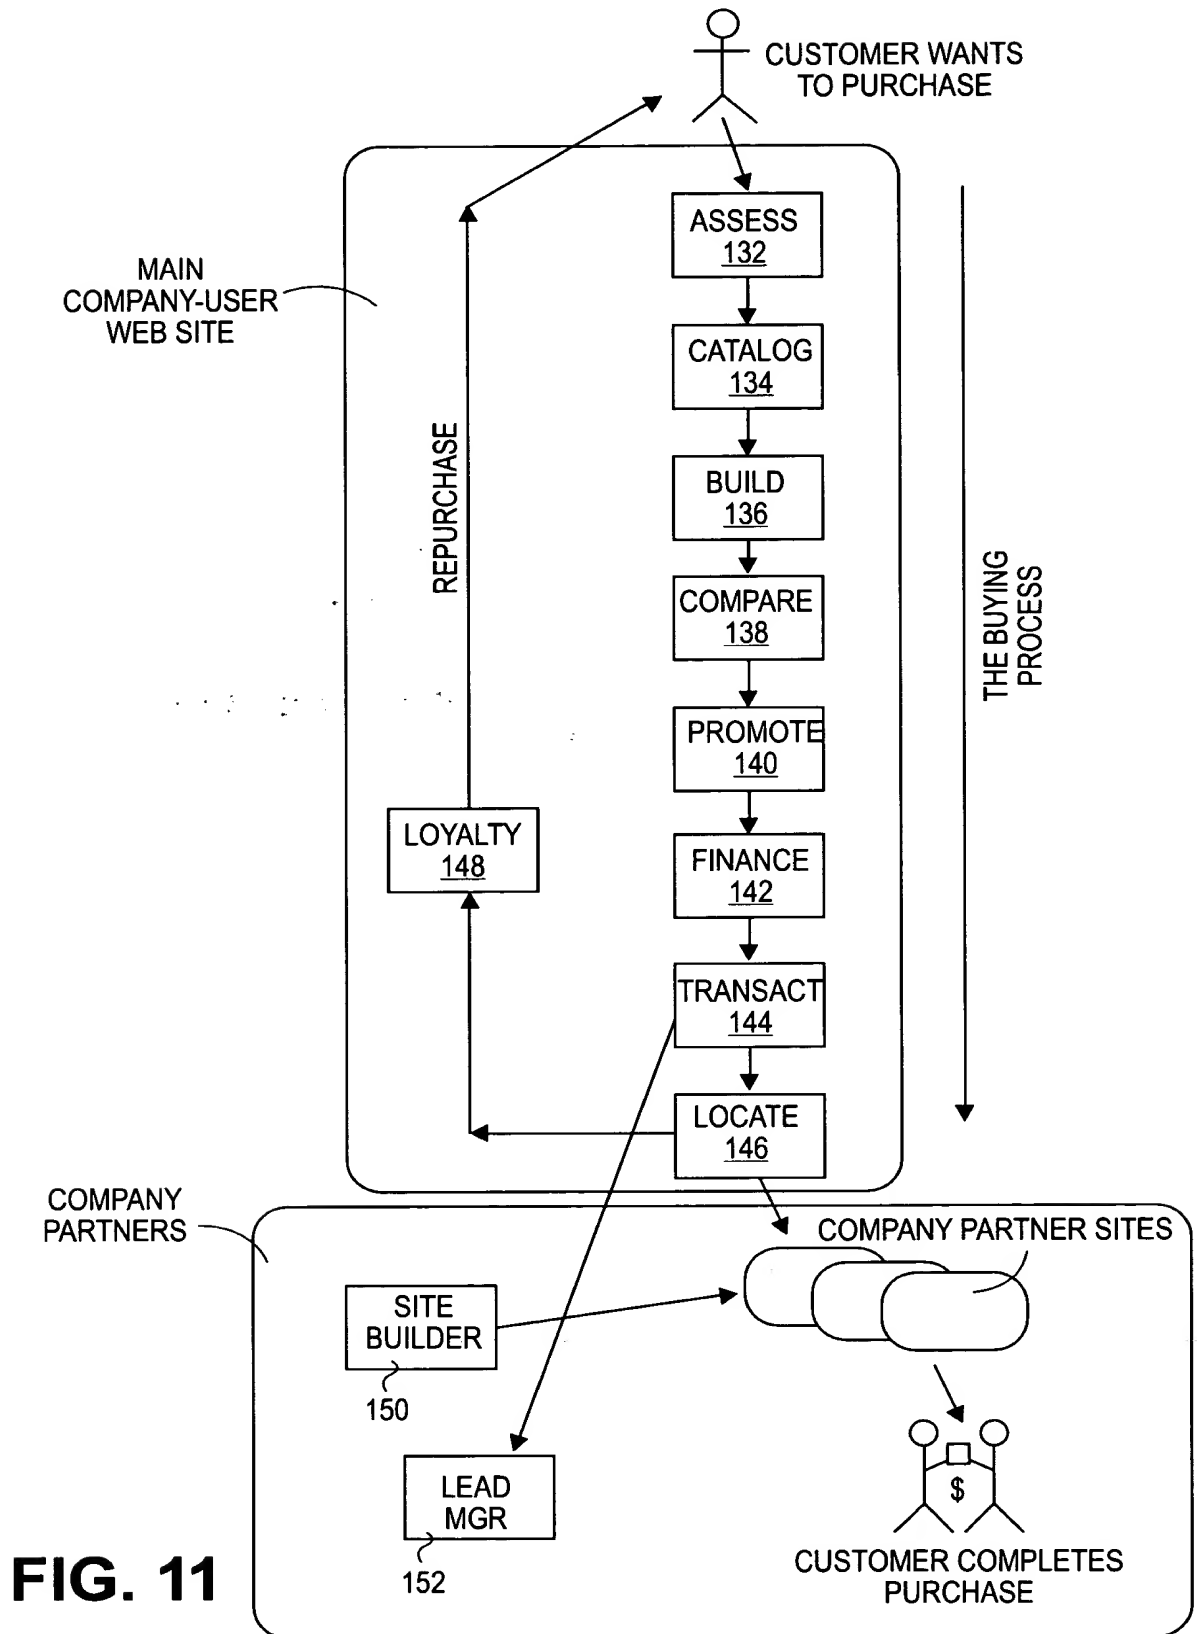 CUSTOMER WANTS
TO PURCHASE
ASSESS
132
MAIN
COMPANY-USER
WEB SITE
CATALOG
134
REPURCHASE
BUILD
136
THE BUYING
PROCESS
COMPARE
138
PROMOTE
140
LOYALTY
148
FINANCE
142
TRANSACT
144
LOCATE
146
COMPANY
PARTNERS
COMPANY PARTNER SITES
SITE
BUILDER
150
LEAD
MGR
152
$
CUSTOMER COMPLETES
PURCHASE
FIG. 11